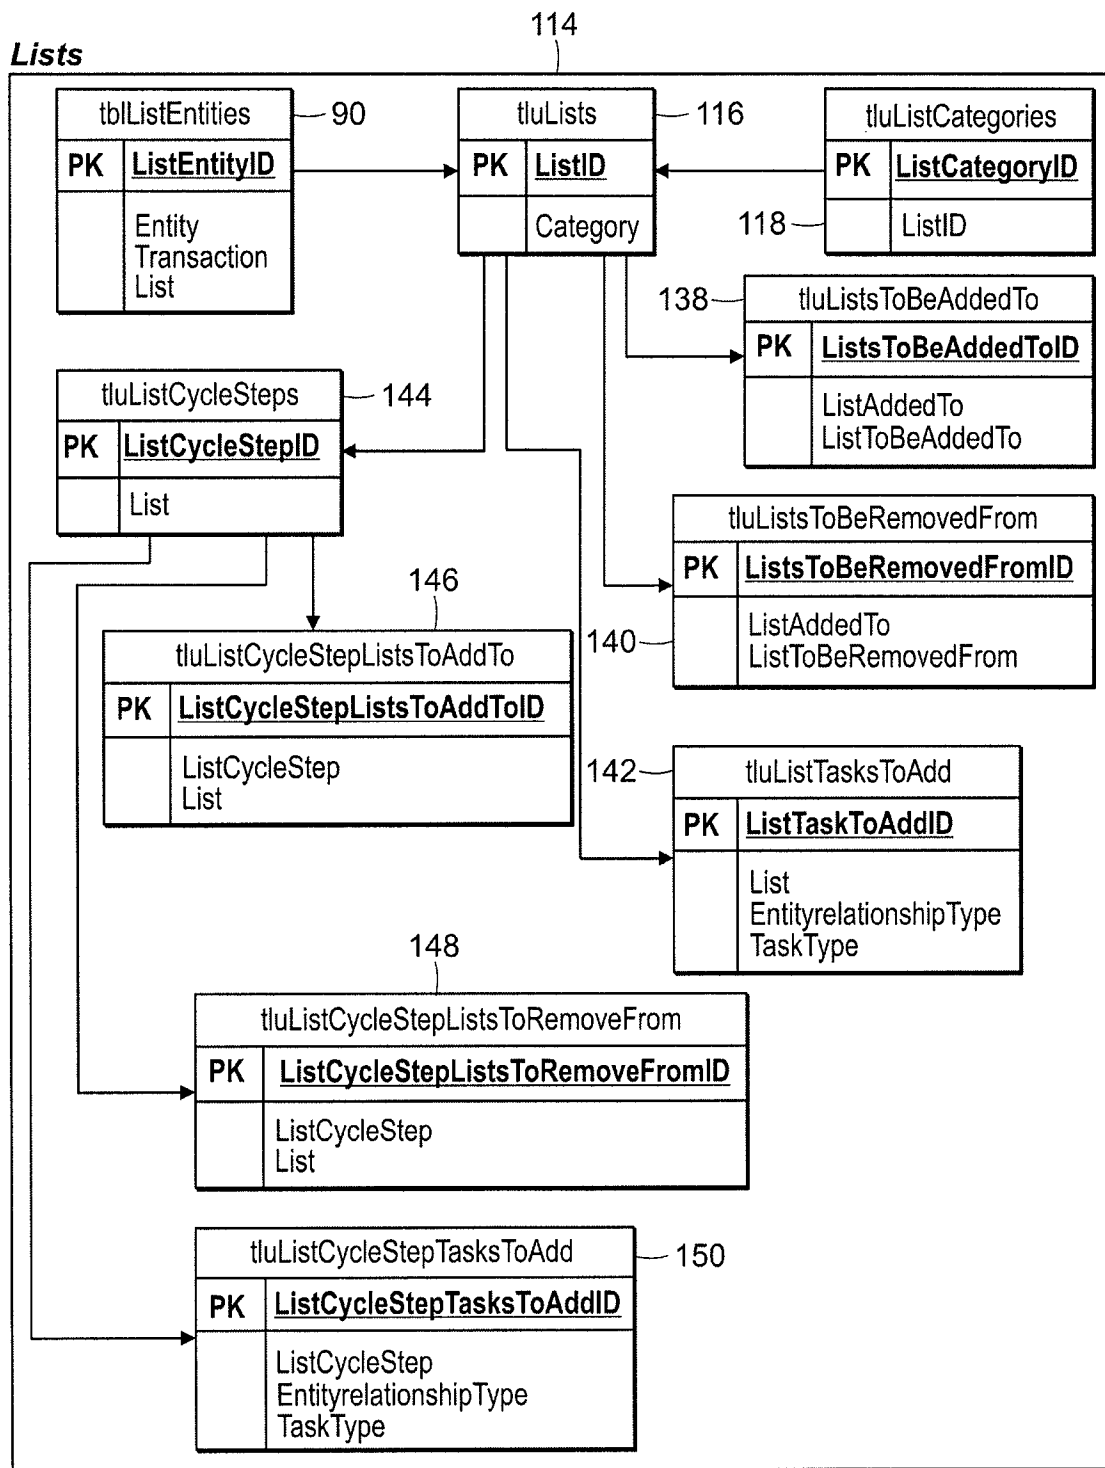 114
Lists
tblListEntities
90
PK
ListEntityID
Entity
Transaction
List
tluLists
116
PK
ListID
Category
tluListCategories
PK
ListCategoryID
118
ListID
138
tluListsToBeAddedTo
PK
ListsToBeAddedToID
ListAddedTo
ListToBeAddedTo
tluListCycleSteps
144
PK
ListCycleStepID
List
tluListsToBeRemovedFrom
PK
ListsToBeRemovedFromID
140
ListAddedTo
ListToBeRemovedFrom
146
tluListCycleStepListsToAddTo
PK
ListCycleStepListsToAddToID
ListCycleStep
List
142
tluListTasksToAdd
PK
ListTaskToAddID
List
EntityrelationshipType
TaskType
148
tluListCycleStepListsToRemoveFrom
PK
ListCycleStepListsToRemoveFromID
ListCycleStep
List
tluListCycleStepTasksToAdd
150
PK
ListCycleStepTasksToAddID
ListCycleStep
EntityrelationshipType
TaskType